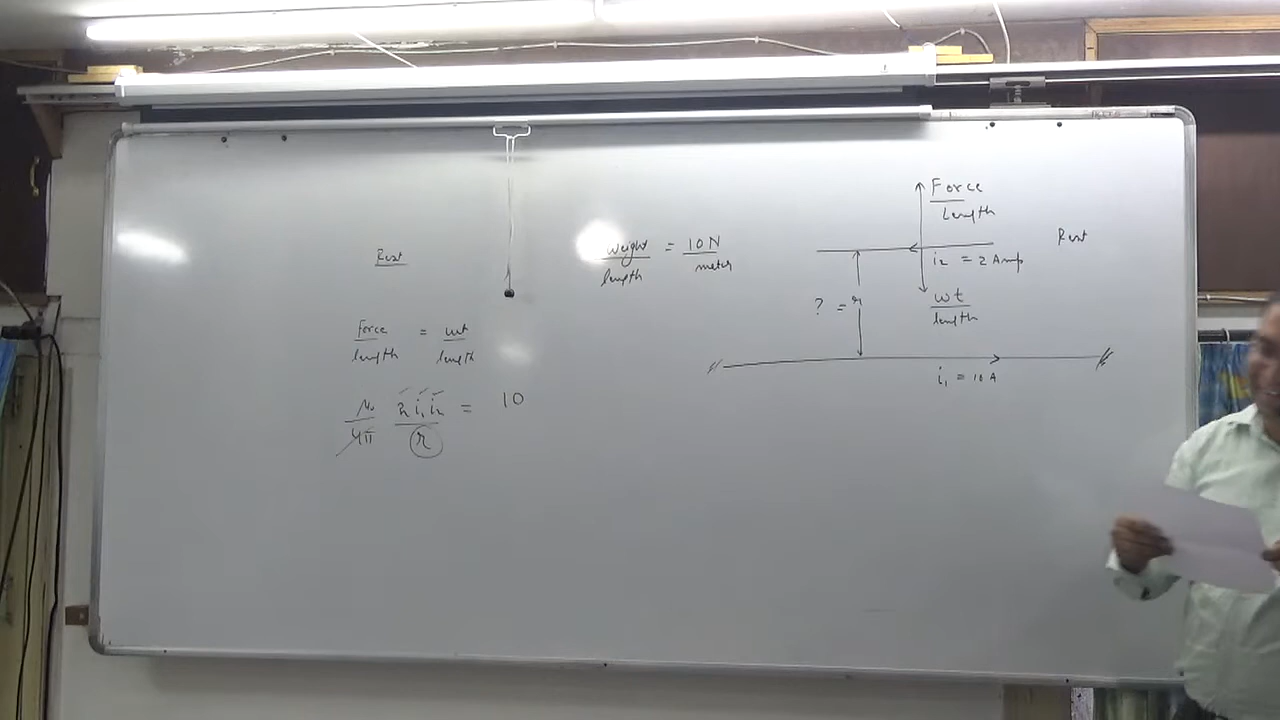 Rest
Force/length = wt/length
μ₀/4π 2 i₁ i₂/r = 10
weight/length = 10 N/meter
Force/Length
Rest
i₂ = 2 Amp
? = r
wt/length
i₁ = 10 A